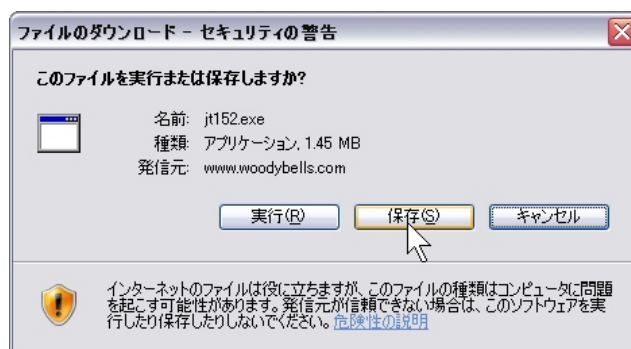 ファイルのダウンロード - セキュリティの警告
このファイルを実行または保存しますか?
名前: jt152.exe
種類: アプリケーション, 1.45 MB
発信元: www.woodybells.com
実行(R) 保存(S) キャンセル
インターネットのファイルは役に立ちますが、このファイルの種類はコンピュータに問題
を起こす可能性があります。発信元が信頼できない場合は、このソフトウェアを実
行したり保存したりしないでください。危険性の説明